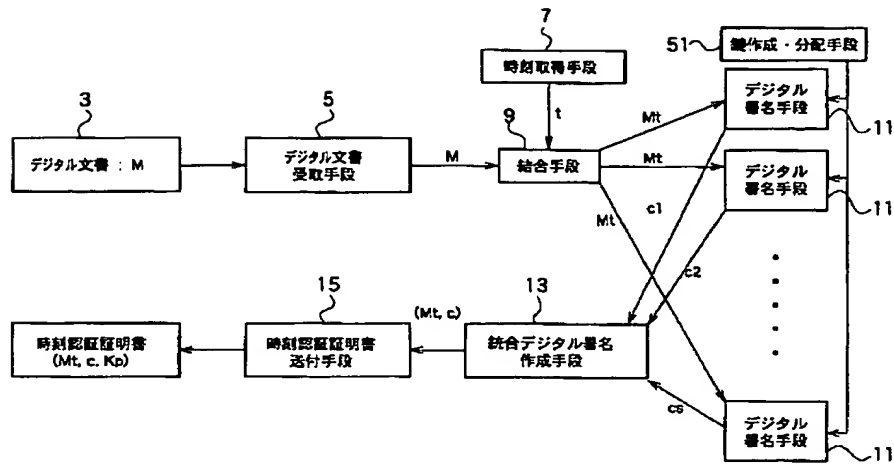 7
時刻取得手段
51
鍵作成・分配手段
3
デジタル文書 : M
5
デジタル文書
受取手段
M
t
9
結合手段
Mt
Mt
Mt
デジタル
署名手段
11
デジタル
署名手段
11
c1
c2
cs
デジタル
署名手段
11
13
統合デジタル署名
作成手段
(Mt, c)
15
時刻認証証明書
送付手段
時刻認証証明書
(Mt, c, Kp)